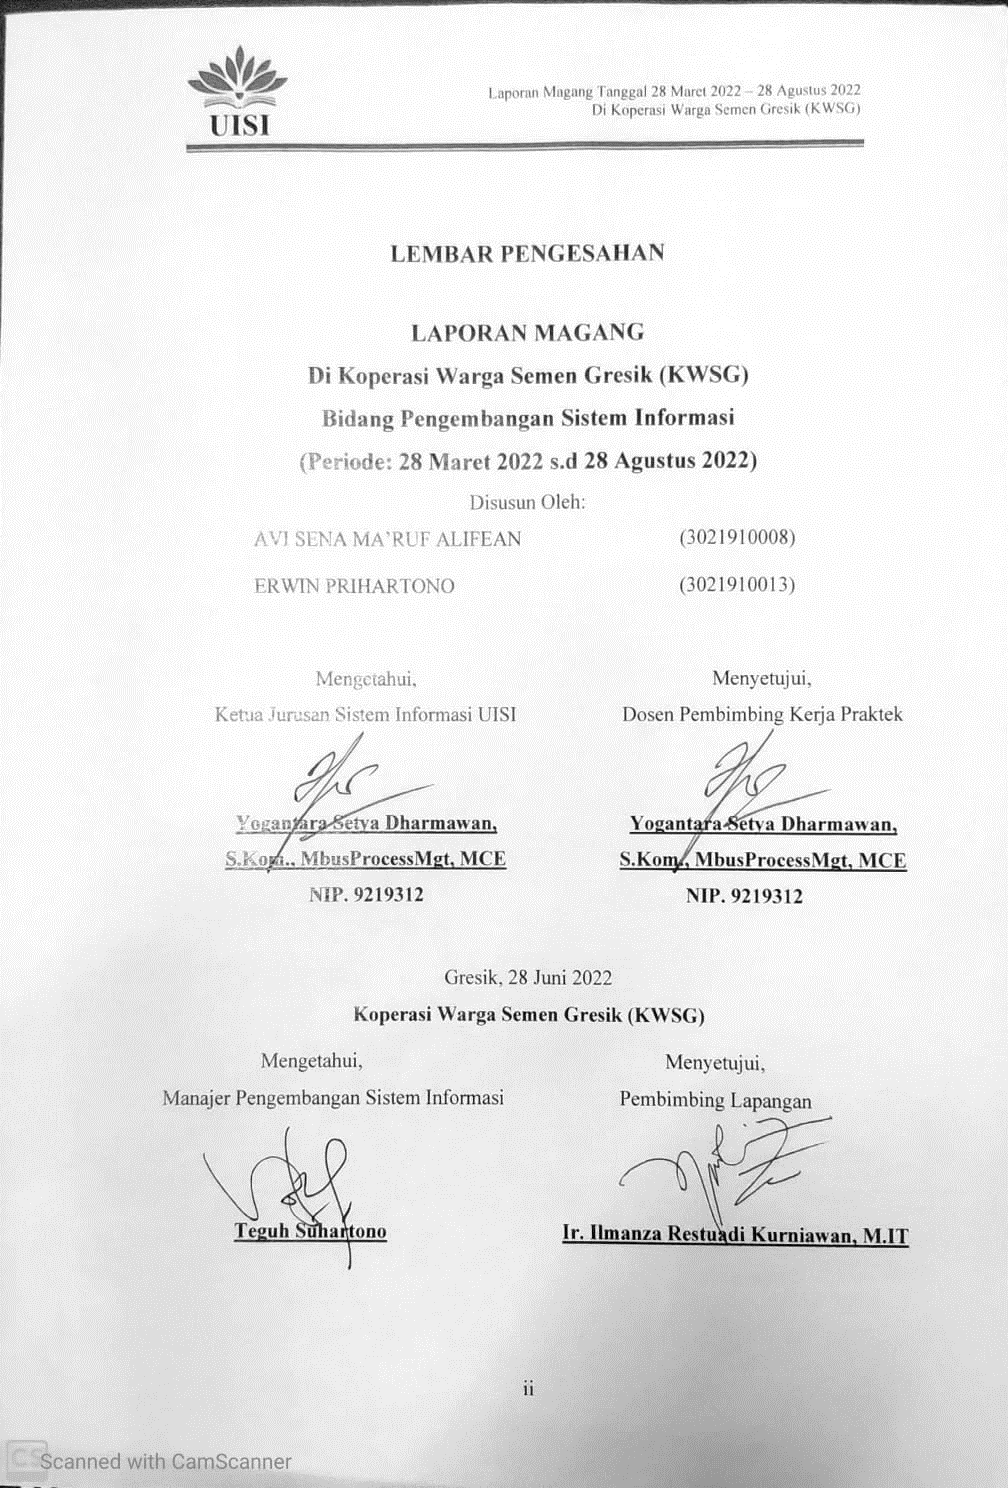 UISI
Laporan Magang Tanggal 28 Maret 2022 – 28 Agustus 2022
Di Koperasi Warga Semen Gresik (KWSG)
LEMBAR PENGESAHAN
LAPORAN MAGANG
Di Koperasi Warga Semen Gresik (KWSG)
Bidang Pengembangan Sistem Informasi
(Periode: 28 Maret 2022 s.d 28 Agustus 2022)
Disusun Oleh:
AVI SENA MA'RUF ALIFEAN (3021910008)
ERWIN PRIHARTONO (3021910013)
Mengetahui, Menyetujui,
Ketua Jurusan Sistem Informasi UISI Dosen Pembimbing Kerja Praktek
Yogantara Setya Dharmawan, Yogantara Setya Dharmawan,
S.Kom., MbusProcessMgt, MCE S.Kom., MbusProcessMgt, MCE
NIP. 9219312 NIP. 9219312
Gresik, 28 Juni 2022
Koperasi Warga Semen Gresik (KWSG)
Mengetahui, Menyetujui,
Manajer Pengembangan Sistem Informasi Pembimbing Lapangan
Teguh Suhartono Ir. Ilmanza Restuadi Kurniawan, M.IT
ii
CS Scanned with CamScanner